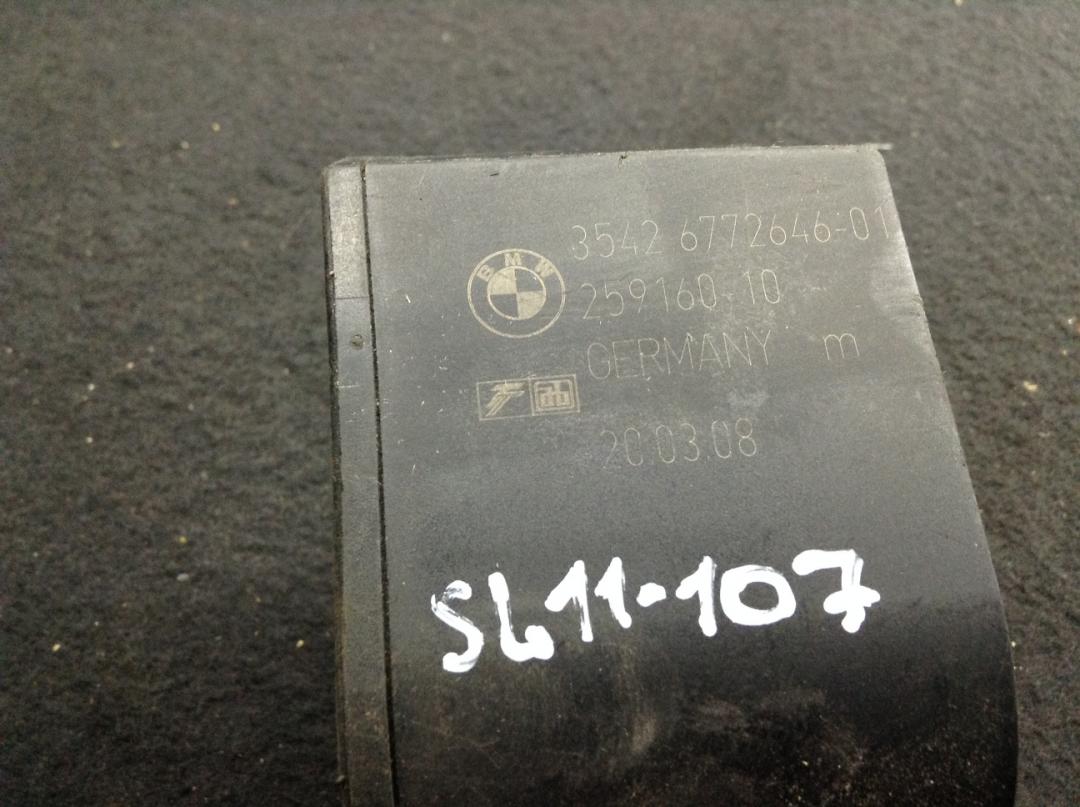 3542 6772646-01
BMW
259160-10
GERMANY m
20.03.08
SL11-107